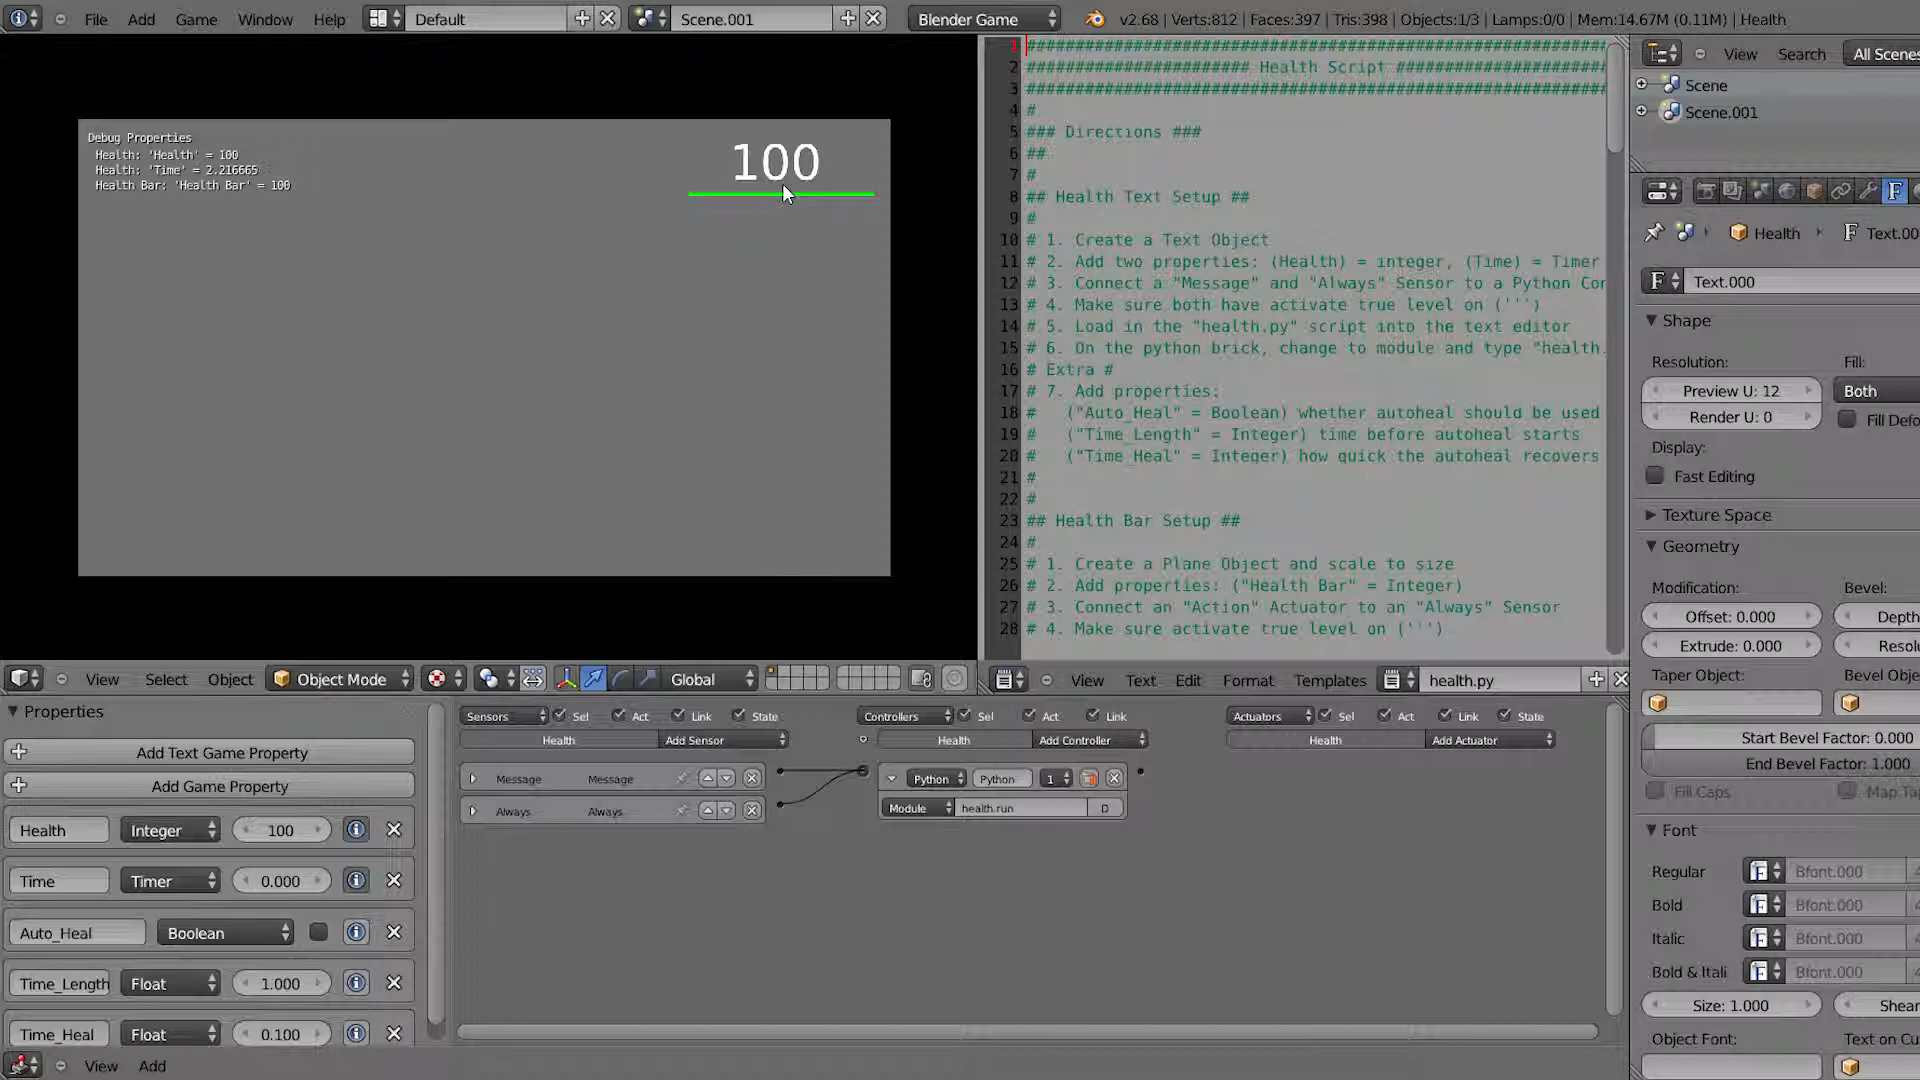 File Add Game Window Help Default Scene.001 Blender Game v2.68 | Verts:812 | Faces:397 | Tris:398 | Objects:1/3 | Lamps:0/0 | Mem:14.67M (0.11M) | Health
Debug Properties
Health: 'Health' = 100
Health: 'Time' = 2.216665
Health Bar: 'Health Bar' = 100
100
1 ################################################################
2 ####################### Health Script ######################
3 ################################################################
4 #
5 ### Directions ###
6 ##
7 #
8 ## Health Text Setup ##
9 #
10 # 1. Create a Text Object
11 # 2. Add two properties: (Health) = integer, (Time) = Timer
12 # 3. Connect a "Message" and "Always" Sensor to a Python Con
13 # 4. Make sure both have activate true level on (''')
14 # 5. Load in the "health.py" script into the text editor
15 # 6. On the python brick, change to module and type "health.
16 # Extra #
17 # 7. Add properties:
18 #   ("Auto_Heal" = Boolean) whether autoheal should be used
19 #   ("Time_Length" = Integer) time before autoheal starts
20 #   ("Time_Heal" = Integer) how quick the autoheal recovers
21 #
22 #
23 ## Health Bar Setup ##
24 #
25 # 1. Create a Plane Object and scale to size
26 # 2. Add properties: ("Health Bar" = Integer)
27 # 3. Connect an "Action" Actuator to an "Always" Sensor
28 # 4. Make sure activate true level on (''')
View Search All Scenes
Scene
Scene.001
Health Text.00
F Text.000
Shape
Resolution: Fill:
Preview U: 12 Both
Render U: 0 Fill Defo
Display:
Fast Editing
Texture Space
Geometry
Modification: Bevel:
Offset: 0.000 Depth
Extrude: 0.000 Resolu
Taper Object: Bevel Obje
Start Bevel Factor: 0.000
End Bevel Factor: 1.000
Fill Caps Map Tap
Font
Regular Bfont.000
Bold Bfont.000
Italic Bfont.000
Bold & Itali Bfont.000
Size: 1.000 Shear
Object Font: Text on Cu
View Select Object Object Mode Global
View Text Edit Format Templates health.py
Properties
Add Text Game Property
Add Game Property
Health Integer 100
Time Timer 0.000
Auto_Heal Boolean
Time_Length Float 1.000
Time_Heal Float 0.100
View Add
Sensors Sel Act Link State
Health Add Sensor
Message Message
Always Always
Controllers Sel Act Link
Health Add Controller
Python Python 1
Module health.run D
Actuators Sel Act Link State
Health Add Actuator